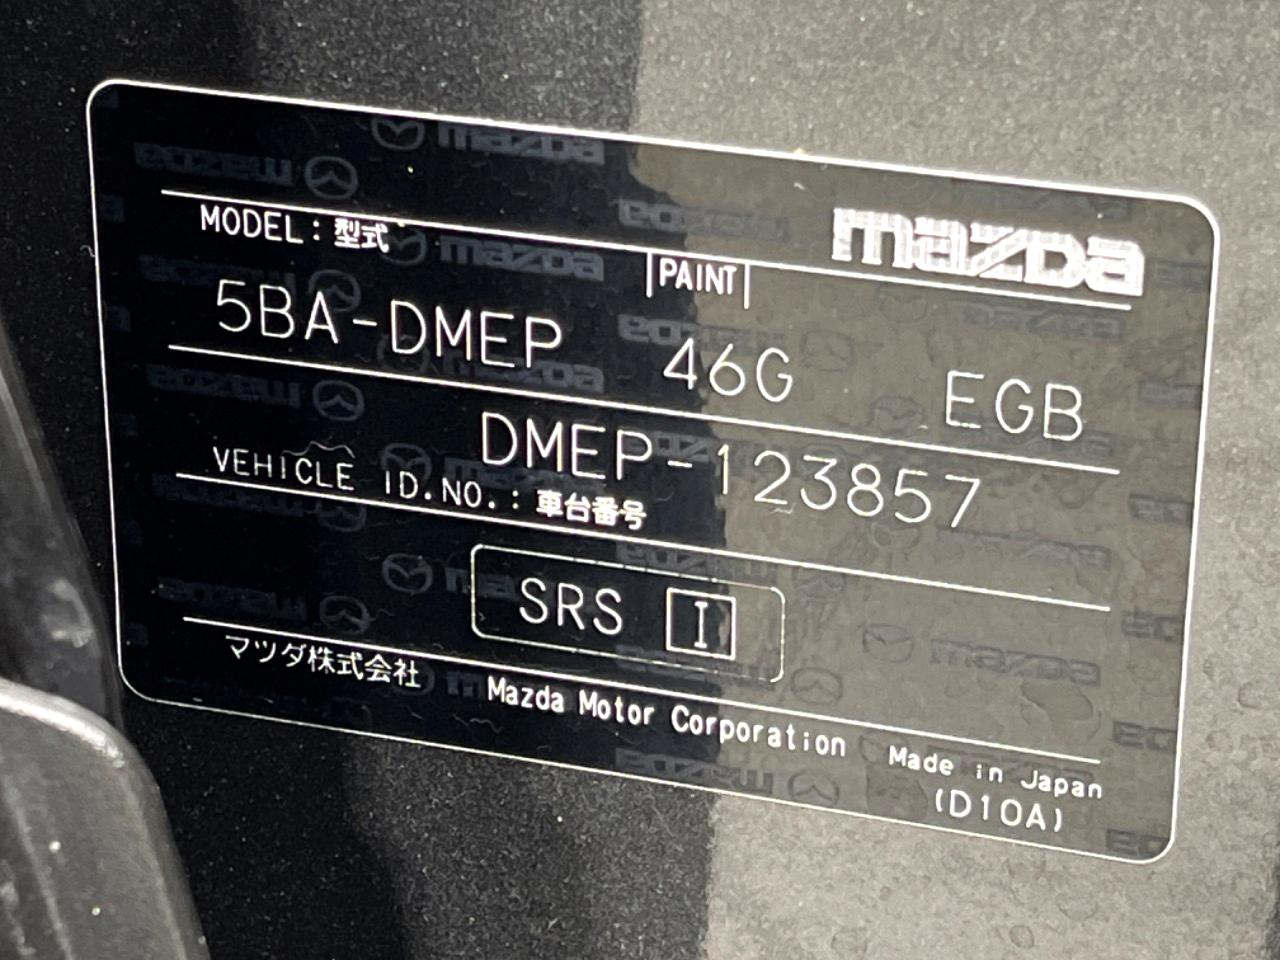 mazda
MODEL：型式
PAINT
5BA-DMEP 46G EGB
DMEP-123857
VEHICLE ID.NO.：車台番号
SRS I
マツダ株式会社 Mazda Motor Corporation Made in Japan
(D10A)